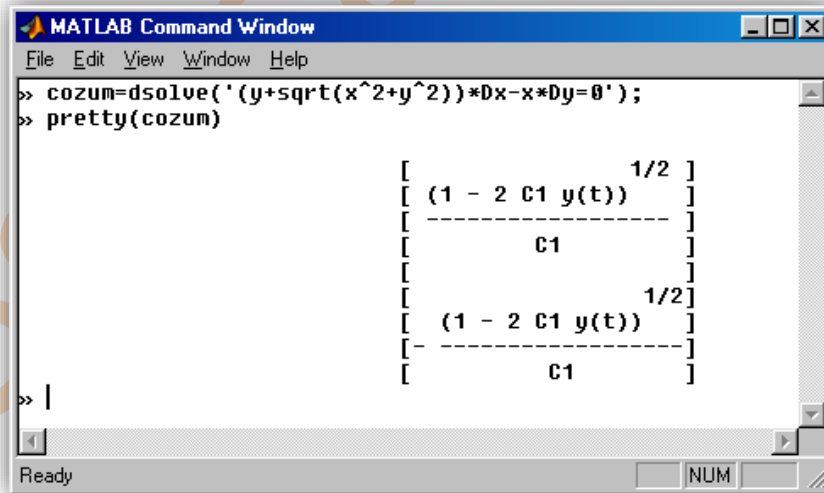 MATLAB Command Window
File Edit View Window Help
» cozum=dsolve('(y+sqrt(x^2+y^2))*Dx-x*Dy=0');
» pretty(cozum)
[ 1/2 ]
[ (1 - 2 C1 y(t)) ]
[ ------------------ ]
[ C1 ]
[ ]
[ 1/2]
[ (1 - 2 C1 y(t)) ]
[- ------------------]
[ C1 ]
»
Ready NUM